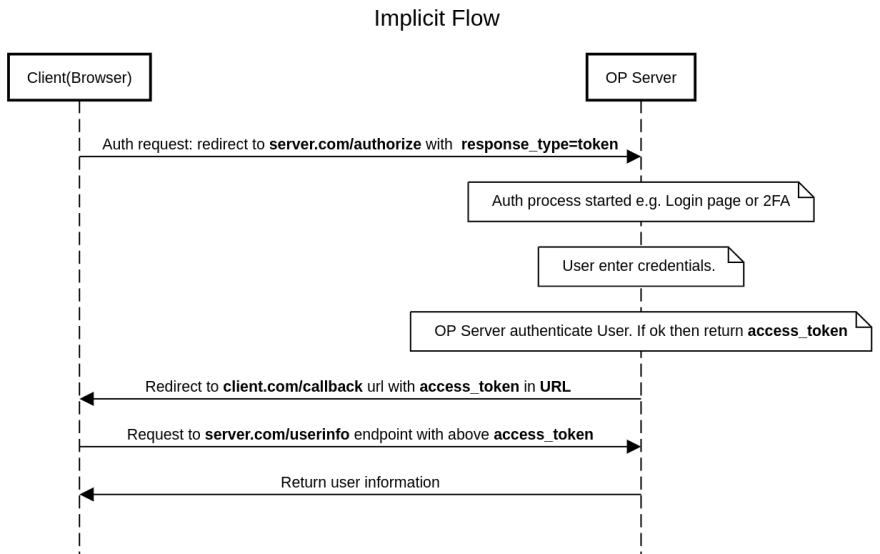 Implicit Flow
Client(Browser)
OP Server
Auth request: redirect to server.com/authorize with response_type=token
Auth process started e.g. Login page or 2FA
User enter credentials.
OP Server authenticate User. If ok then return access_token
Redirect to client.com/callback url with access_token in URL
Request to server.com/userinfo endpoint with above access_token
Return user information